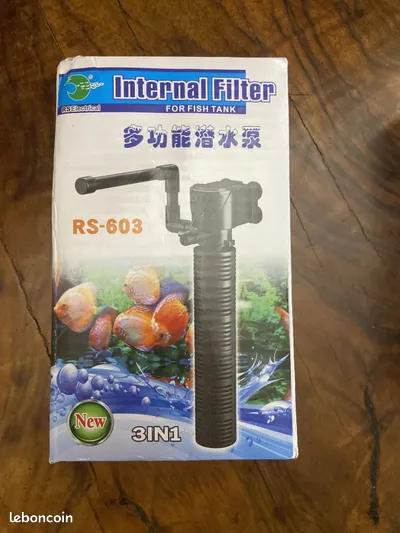 RS Electrical
Internal Filter
FOR FISH TANK
多功能潜水泵
RS-603
New
3IN1
leboncoin